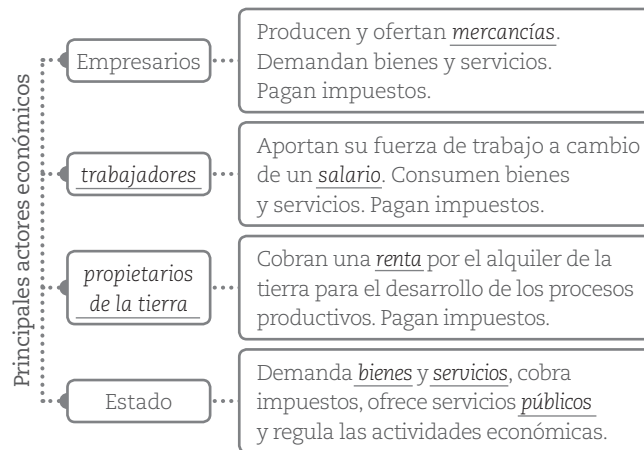 Principales actores económicos
Empresarios
Producen y ofertan mercancías.
Demandan bienes y servicios.
Pagan impuestos.
trabajadores
Aportan su fuerza de trabajo a cambio
de un salario. Consumen bienes
y servicios. Pagan impuestos.
propietarios
de la tierra
Cobran una renta por el alquiler de la
tierra para el desarrollo de los procesos
productivos. Pagan impuestos.
Estado
Demanda bienes y servicios, cobra
impuestos, ofrece servicios públicos
y regula las actividades económicas.